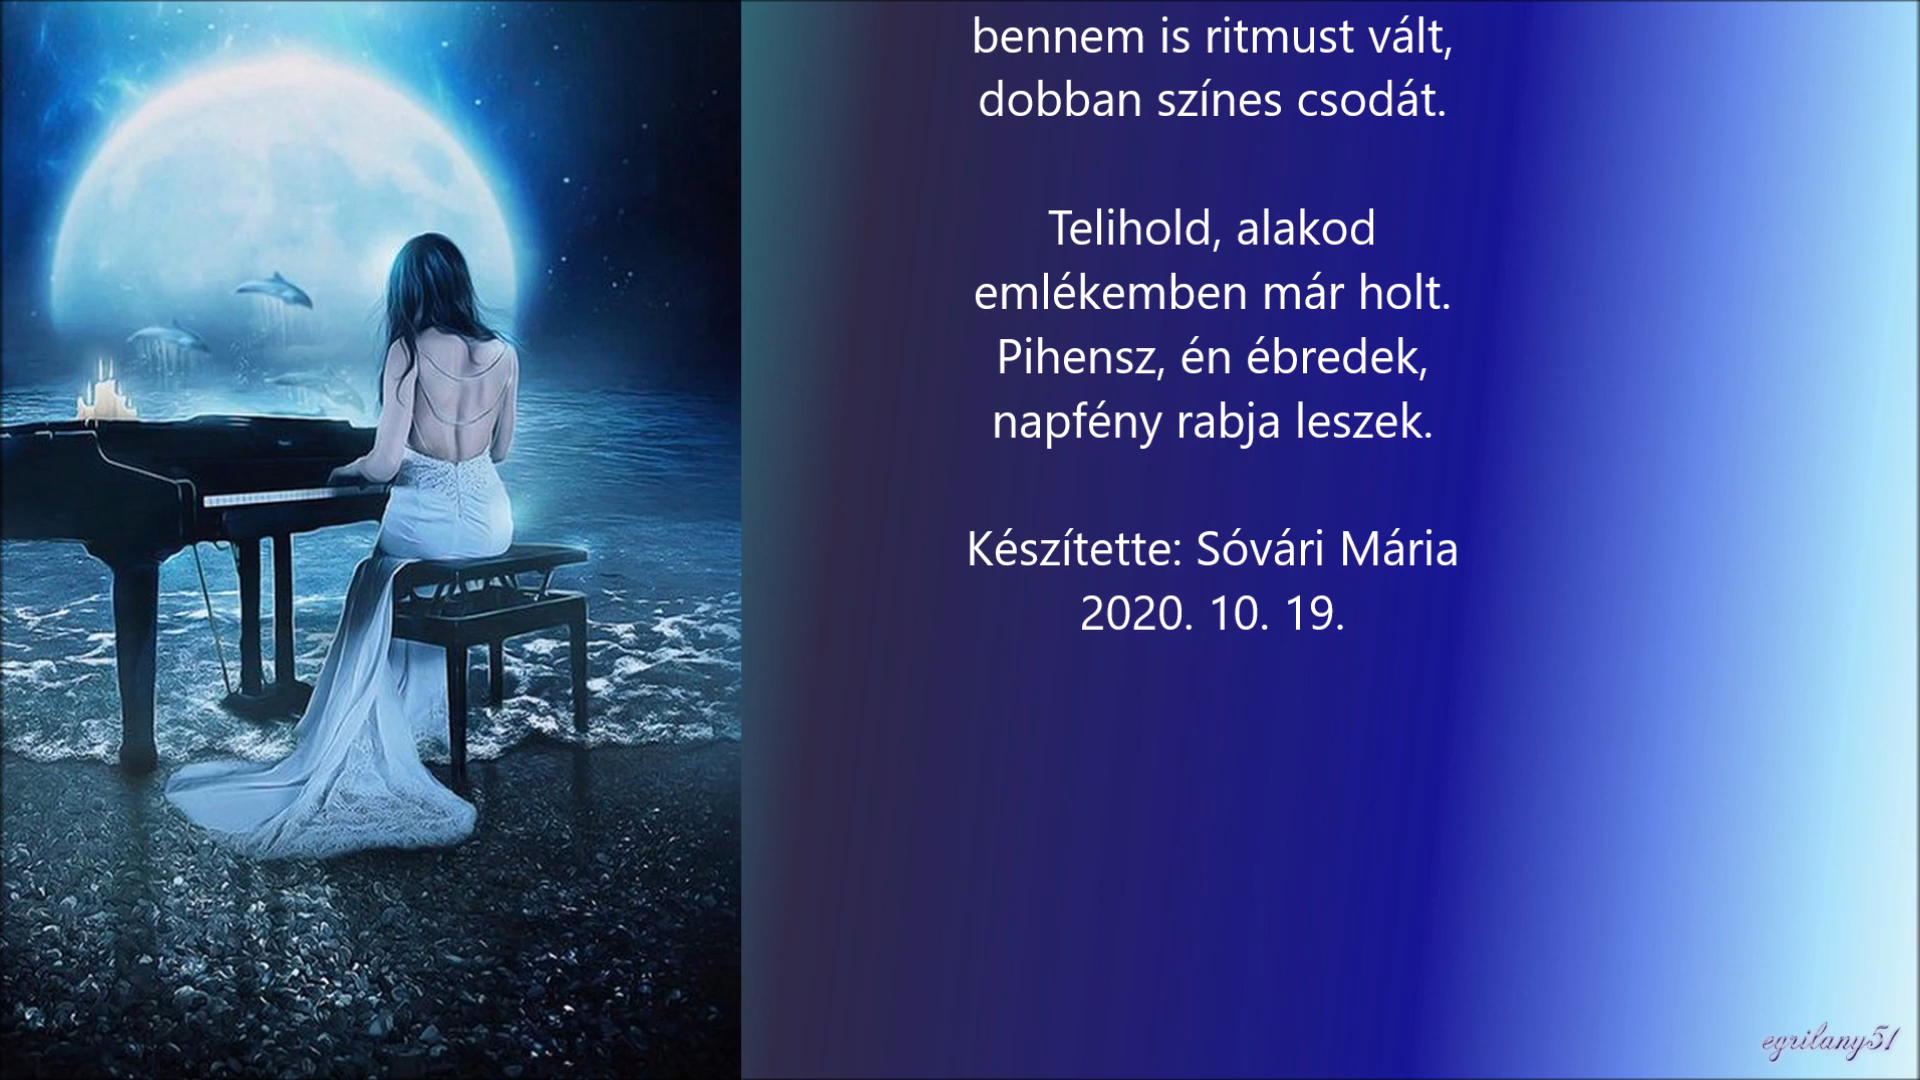 bennem is ritmust vált,
dobban színes csodát.
Telihold, alakod
emlékemben már holt.
Pihensz, én ébredek,
napfény rabja leszek.
Készítette: Sóvári Mária
2020. 10. 19.
egrilany51